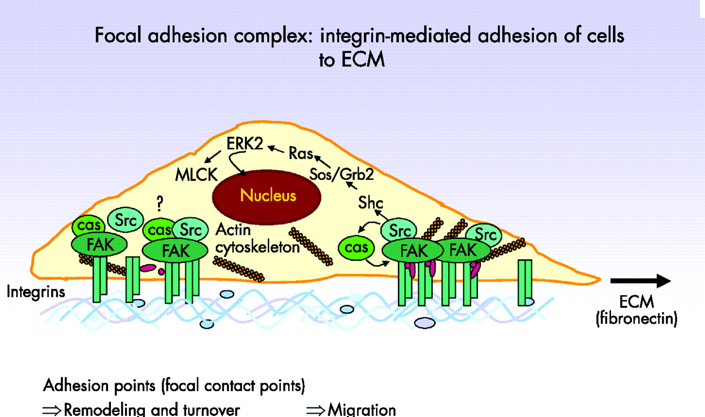 Focal adhesion complex: integrin-mediated adhesion of cells
to ECM
ERK2
Ras
MLCK
Sos/Grb2
Nucleus
Shc
?
cas
Src
cas
Src
Actin
cytoskeleton
cas
Src
Src
FAK
FAK
FAK
FAK
Integrins
ECM
(fibronectin)
Adhesion points (focal contact points)
⇒ Remodeling and turnover
⇒ Migration